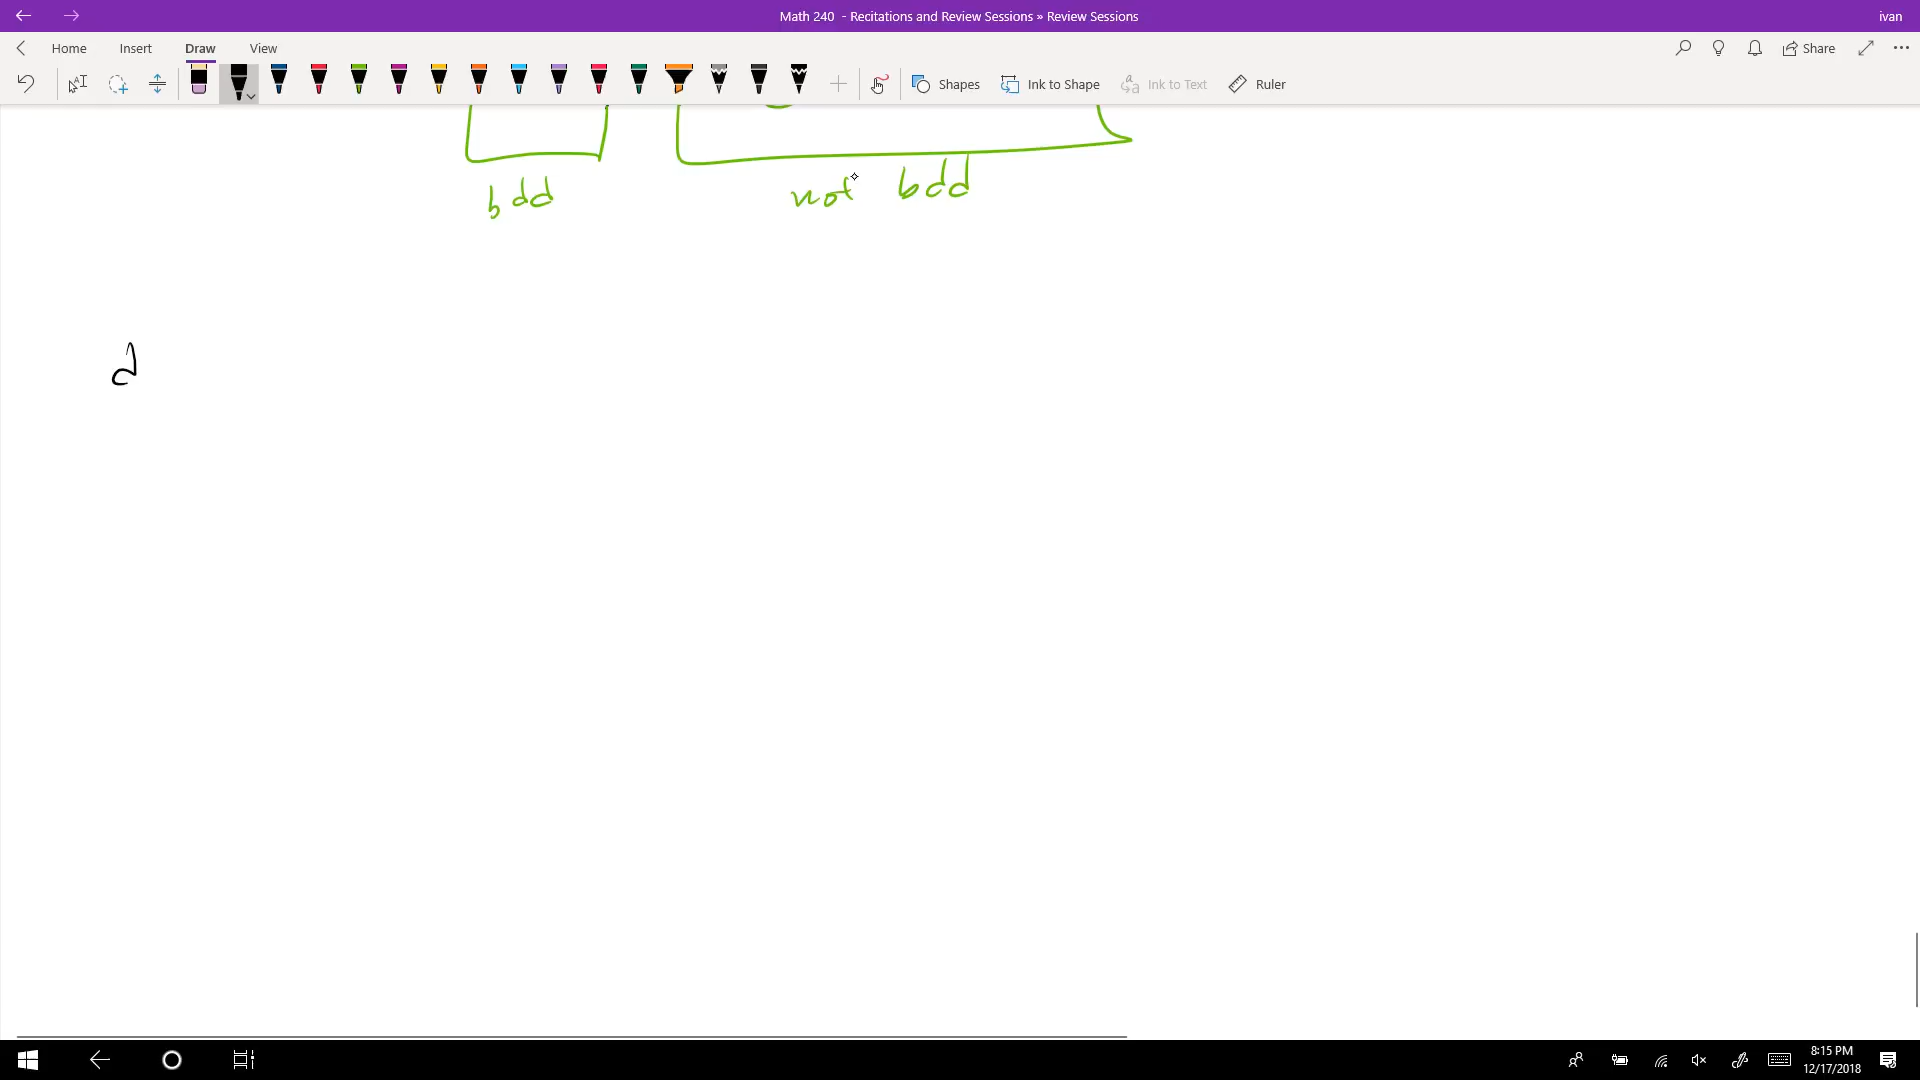 Math 240 - Recitations and Review Sessions » Review Sessions
ivan
Home Insert Draw View
Share
Shapes Ink to Shape Ink to Text Ruler
bdd not bdd
d
8:15 PM
12/17/2018